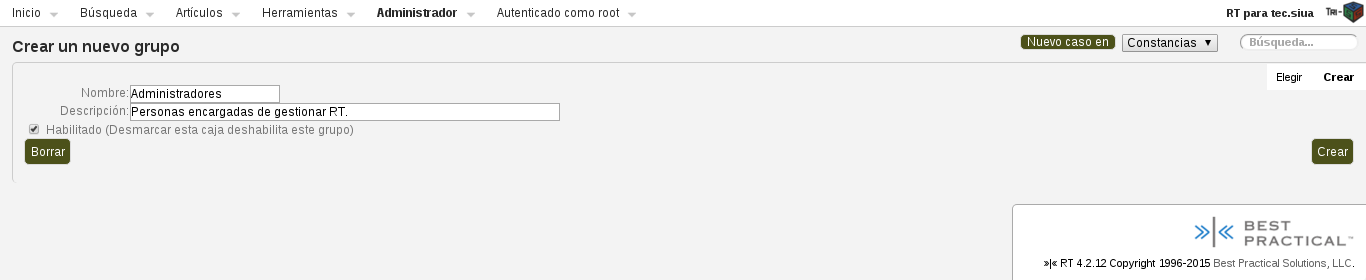 Inicio Búsqueda Artículos Herramientas Administrador Autenticado como root RT para tec.siua TRI-
Crear un nuevo grupo Nuevo caso en Constancias Búsqueda...
Elegir Crear
Nombre: Administradores
Descripción: Personas encargadas de gestionar RT.
Habilitado (Desmarcar esta caja deshabilita este grupo)
Borrar Crear
BEST
PRACTICAL™
»|« RT 4.2.12 Copyright 1996-2015 Best Practical Solutions, LLC.